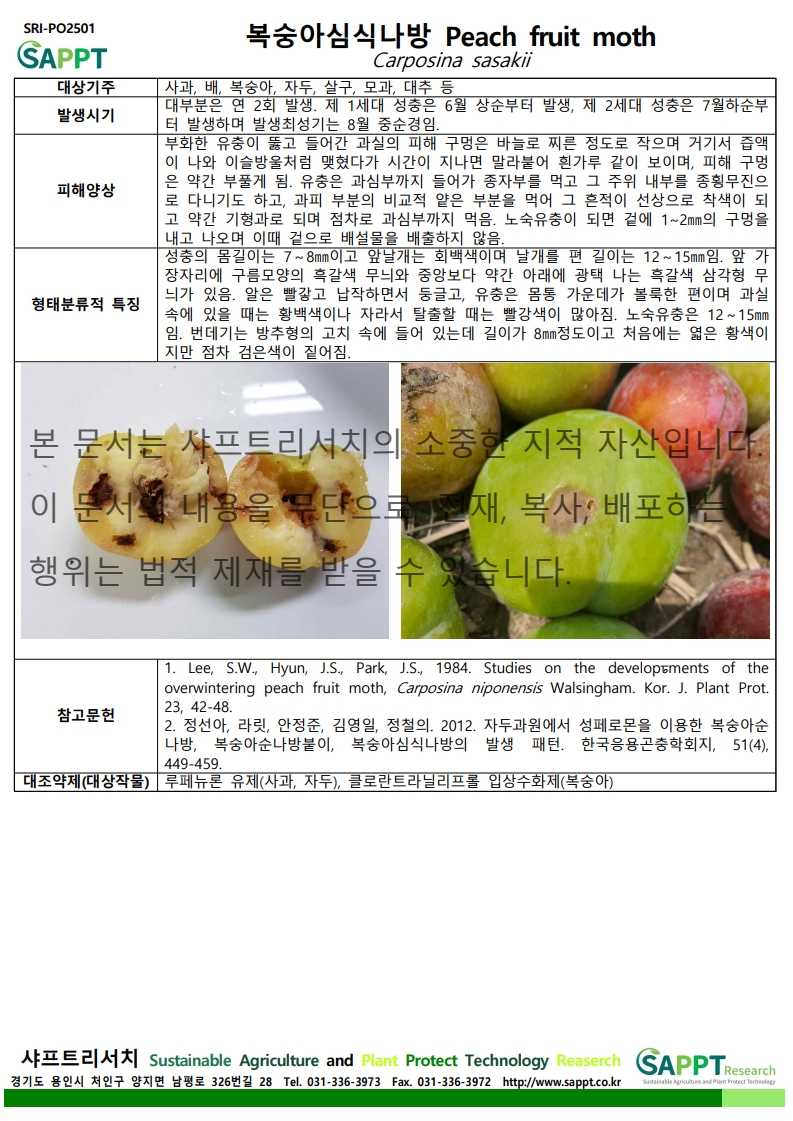 SRI-PO2501
SAPPT
복숭아심식나방 Peach fruit moth
Carposina sasakii
대상기주
사과, 배, 복숭아, 자두, 살구, 모과, 대추 등
발생시기
대부분은 연 2회 발생. 제 1세대 성충은 6월 상순부터 발생, 제 2세대 성충은 7월하순부
터 발생하며 발생최성기는 8월 중순경임.
피해양상
부화한 유충이 뚫고 들어간 과실의 피해 구멍은 바늘로 찌른 정도로 작으며 거기서 즙액
이 나와 이슬방울처럼 맺혔다가 시간이 지나면 말라붙어 흰가루 같이 보이며, 피해 구멍
은 약간 부풀게 됨. 유충은 과심부까지 들어가 종자부를 먹고 그 주위 내부를 종횡무진으
로 다니기도 하고, 과피 부분의 비교적 얕은 부분을 먹어 그 흔적이 선상으로 착색이 되
고 약간 기형과로 되며 점차로 과심부까지 먹음. 노숙유충이 되면 겉에 1~2㎜의 구멍을
내고 나오며 이때 겉으로 배설물을 배출하지 않음.
형태분류적 특징
성충의 몸길이는 7~8㎜이고 앞날개는 회백색이며 날개를 편 길이는 12~15㎜임. 앞 가
장자리에 구름모양의 흑갈색 무늬와 중앙보다 약간 아래에 광택 나는 흑갈색 삼각형 무
늬가 있음. 알은 빨갛고 납작하면서 둥글고, 유충은 몸통 가운데가 볼록한 편이며 과실
속에 있을 때는 황백색이나 자라서 탈출할 때는 빨강색이 많아짐. 노숙유충은 12~15㎜
임. 번데기는 방추형의 고치 속에 들어 있는데 길이가 8㎜정도이고 처음에는 엷은 황색이
지만 점차 검은색이 짙어짐.
본 문서는 샤프트리서치의 소중한 지적 자산입니다.
이 문서의 내용을 무단으로 전재, 복사, 배포하는
행위는 법적 제재를 받을 수 있습니다.
참고문헌
1. Lee, S.W., Hyun, J.S., Park, J.S., 1984. Studies on the developments of the
overwintering peach fruit moth, Carposina niponensis Walsingham. Kor. J. Plant Prot.
23, 42-48.
2. 정선아, 라릿, 안정준, 김영일, 정철의. 2012. 자두과원에서 성페로몬을 이용한 복숭아순
나방, 복숭아순나방붙이, 복숭아심식나방의 발생 패턴. 한국응용곤충학회지, 51(4),
449-459.
대조약제(대상작물)
루페뉴론 유제(사과, 자두), 클로란트라닐리프롤 입상수화제(복숭아)
샤프트리서치 Sustainable Agriculture and Plant Protect Technology Reaserch
경기도 용인시 처인구 양지면 남평로 326번길 28 Tel. 031-336-3973 Fax. 031-336-3972 http://www.sappt.co.kr
SAPPT Research
Sustainable Agriculture and Plant Protect Technology